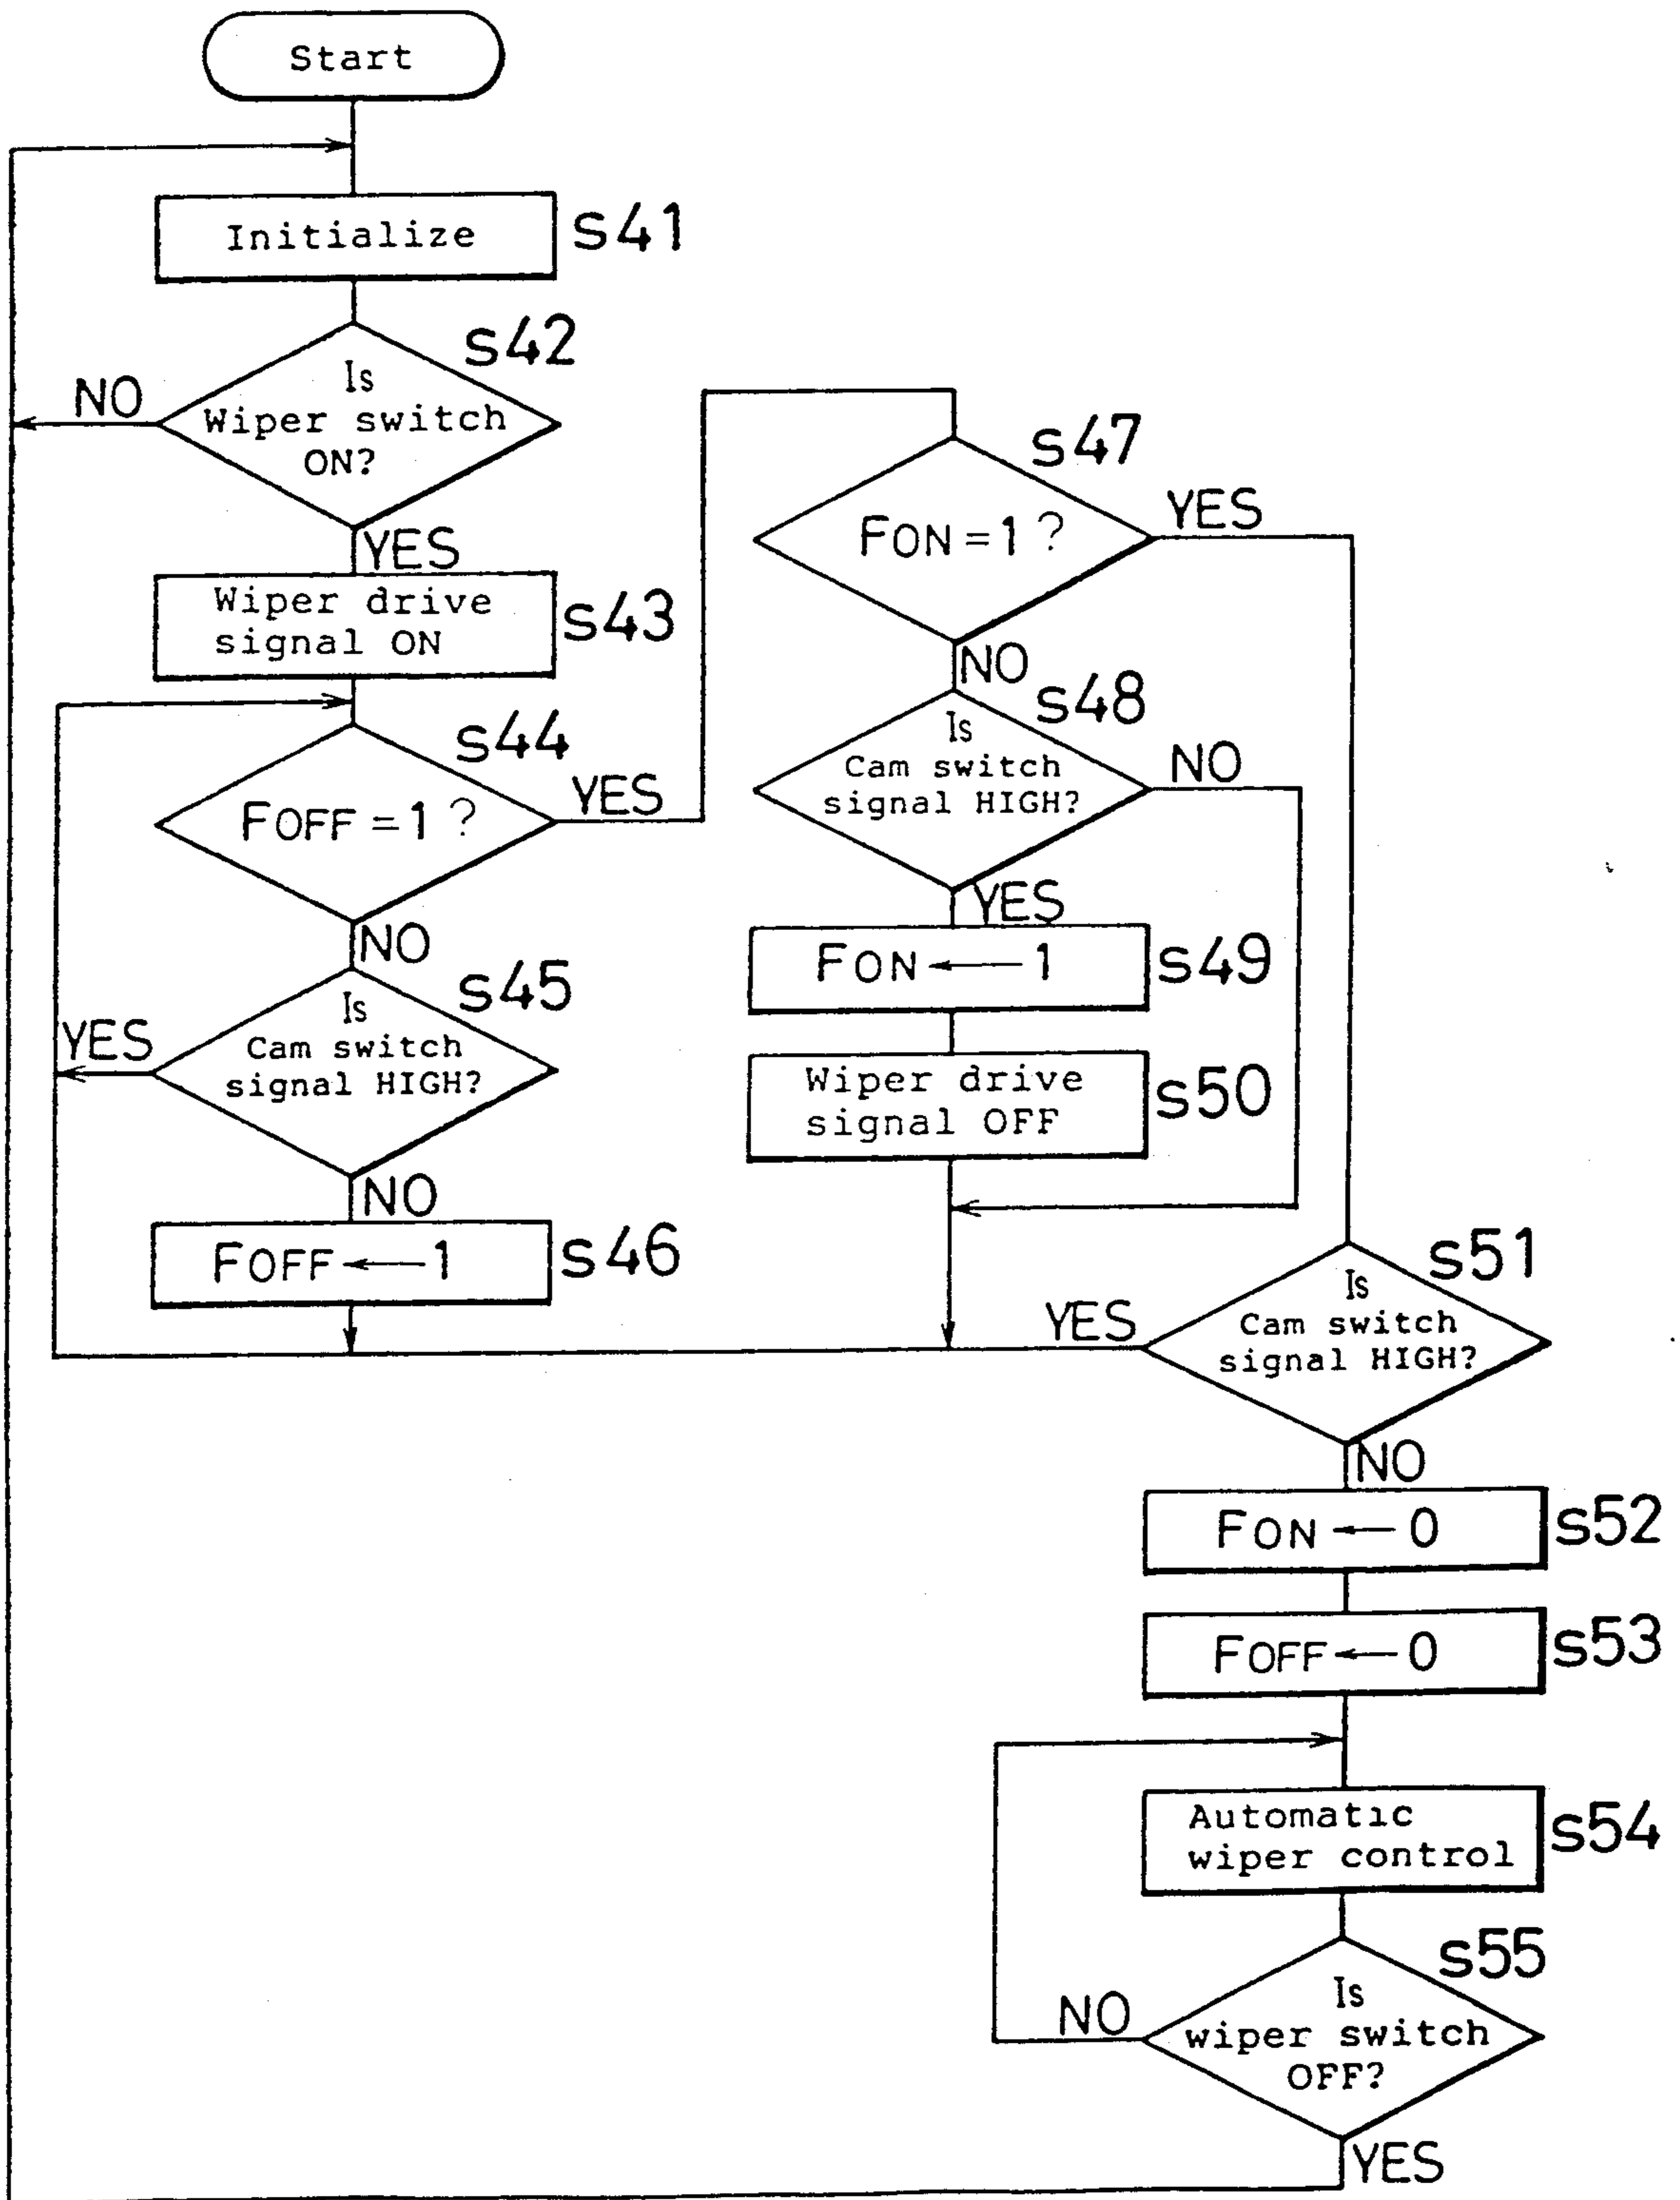 Start
Initialize
s41
s42
Is
Wiper switch
ON?
NO
YES
Wiper drive
signal ON
s43
s44
FOFF = 1 ?
YES
NO
s45
Is
Cam switch
signal HIGH?
YES
NO
FOFF ← 1
s46
s47
FON = 1 ?
YES
NO
s48
Is
Cam switch
signal HIGH?
NO
YES
FON ← 1
s49
Wiper drive
signal OFF
s50
s51
Is
Cam switch
signal HIGH?
YES
NO
FON ← 0
s52
FOFF ← 0
s53
Automatic
wiper control
s54
s55
Is
wiper switch
OFF?
NO
YES